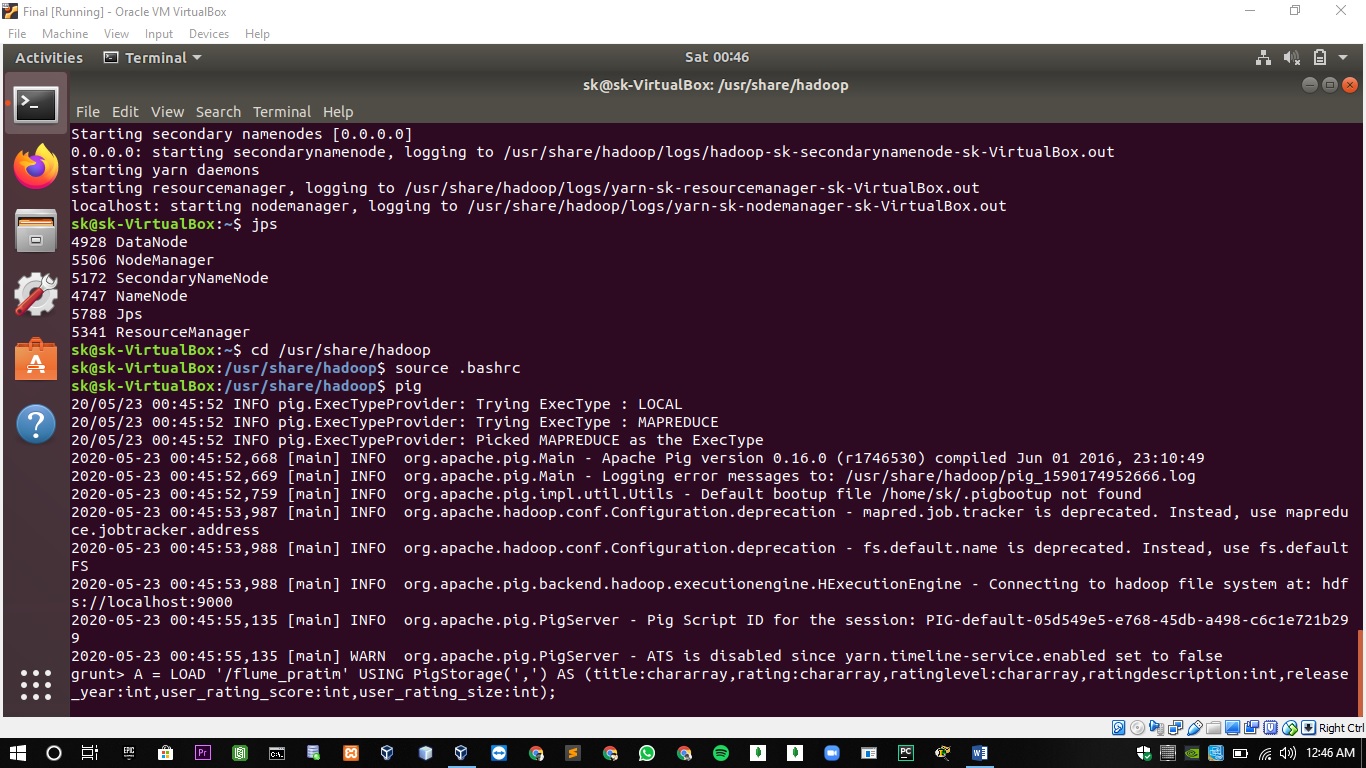 Final [Running] - Oracle VM VirtualBox
File Machine View Input Devices Help
Activities Terminal Sat 00:46
sk@sk-VirtualBox: /usr/share/hadoop
File Edit View Search Terminal Help
Starting secondary namenodes [0.0.0.0]
0.0.0.0: starting secondarynamenode, logging to /usr/share/hadoop/logs/hadoop-sk-secondarynamenode-sk-VirtualBox.out
starting yarn daemons
starting resourcemanager, logging to /usr/share/hadoop/logs/yarn-sk-resourcemanager-sk-VirtualBox.out
localhost: starting nodemanager, logging to /usr/share/hadoop/logs/yarn-sk-nodemanager-sk-VirtualBox.out
sk@sk-VirtualBox:~$ jps
4928 DataNode
5506 NodeManager
5172 SecondaryNameNode
4747 NameNode
5788 Jps
5341 ResourceManager
sk@sk-VirtualBox:~$ cd /usr/share/hadoop
sk@sk-VirtualBox:/usr/share/hadoop$ source .bashrc
sk@sk-VirtualBox:/usr/share/hadoop$ pig
20/05/23 00:45:52 INFO pig.ExecTypeProvider: Trying ExecType : LOCAL
20/05/23 00:45:52 INFO pig.ExecTypeProvider: Trying ExecType : MAPREDUCE
20/05/23 00:45:52 INFO pig.ExecTypeProvider: Picked MAPREDUCE as the ExecType
2020-05-23 00:45:52,668 [main] INFO  org.apache.pig.Main - Apache Pig version 0.16.0 (r1746530) compiled Jun 01 2016, 23:10:49
2020-05-23 00:45:52,669 [main] INFO  org.apache.pig.Main - Logging error messages to: /usr/share/hadoop/pig_1590174952666.log
2020-05-23 00:45:52,759 [main] INFO  org.apache.pig.impl.util.Utils - Default bootup file /home/sk/.pigbootup not found
2020-05-23 00:45:53,987 [main] INFO  org.apache.hadoop.conf.Configuration.deprecation - mapred.job.tracker is deprecated. Instead, use mapredu
ce.jobtracker.address
2020-05-23 00:45:53,988 [main] INFO  org.apache.hadoop.conf.Configuration.deprecation - fs.default.name is deprecated. Instead, use fs.default
FS
2020-05-23 00:45:53,988 [main] INFO  org.apache.pig.backend.hadoop.executionengine.HExecutionEngine - Connecting to hadoop file system at: hdf
s://localhost:9000
2020-05-23 00:45:55,135 [main] INFO  org.apache.pig.PigServer - Pig Script ID for the session: PIG-default-05d549e5-e768-45db-a498-c6c1e721b29
9
2020-05-23 00:45:55,135 [main] WARN  org.apache.pig.PigServer - ATS is disabled since yarn.timeline-service.enabled set to false
grunt> A = LOAD '/flume_pratim' USING PigStorage(',') AS (title:chararray,rating:chararray,ratinglevel:chararray,ratingdescription:int,release
_year:int,user_rating_score:int,user_rating_size:int);
Right Ctrl
12:46 AM